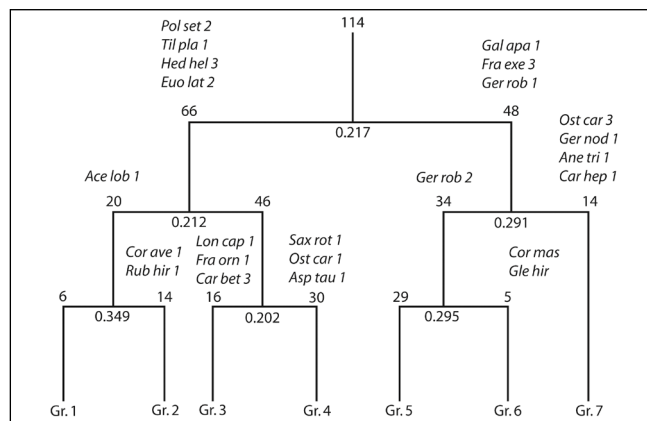 Pol set 2
Til pla 1
Hed hel 3
Euo lat 2
114
Gal apa 1
Fra exe 3
Ger rob 1
66
48
0.217
Ost car 3
Ger nod 1
Ane tri 1
Car hep 1
Ace lob 1
Ger rob 2
20
46
34
14
0.212
0.291
Cor ave 1
Rub hir 1
Lon cap 1
Fra orn 1
Car bet 3
Sax rot 1
Ost car 1
Asp tau 1
Cor mas
Gle hir
6
14
16
30
29
5
0.349
0.202
0.295
Gr. 1
Gr. 2
Gr. 3
Gr. 4
Gr. 5
Gr. 6
Gr. 7